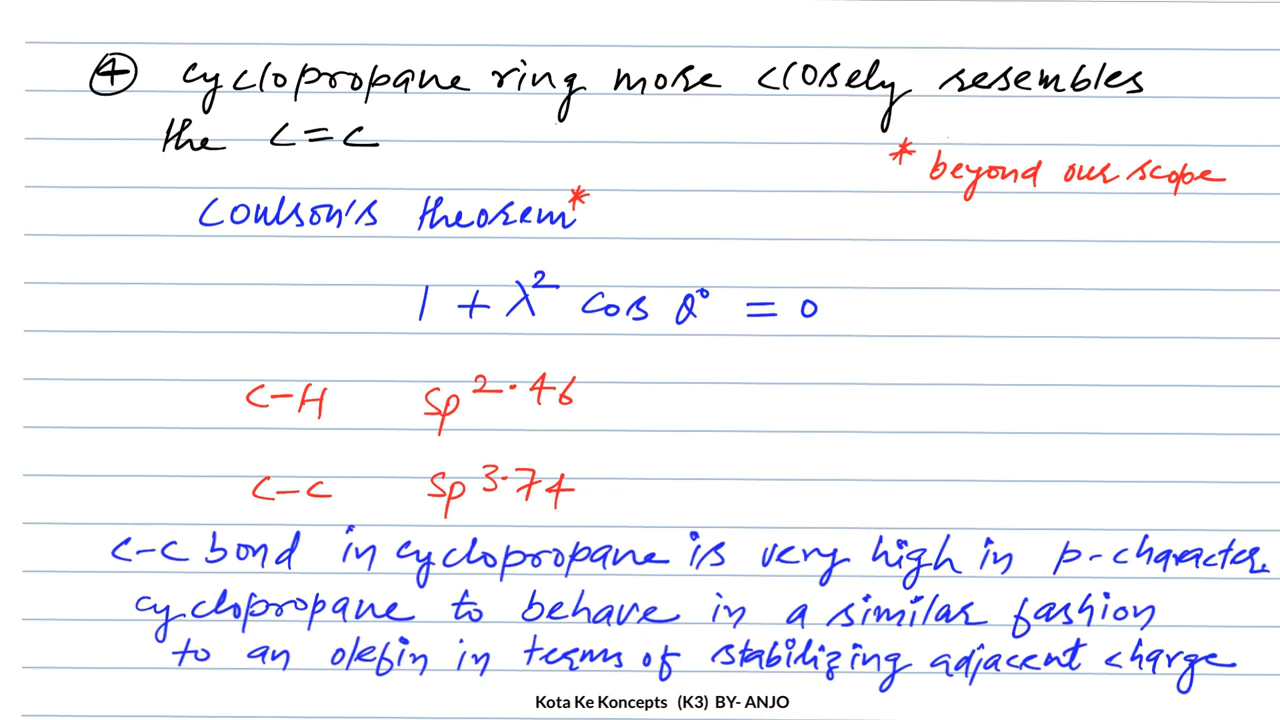 ④ cyclopropane ring more closely resembles
the C=C
* beyond our scope
Coulson's theorem*
1 + λ² cos θ° = 0
C-H sp^2.46
C-C sp^3.74
C-C bond in cyclopropane is very high in p-character.
cyclopropane to behave in a similar fashion
to an olefin in terms of stabilizing adjacent charge
Kota Ke Koncepts (K3) BY- ANJO